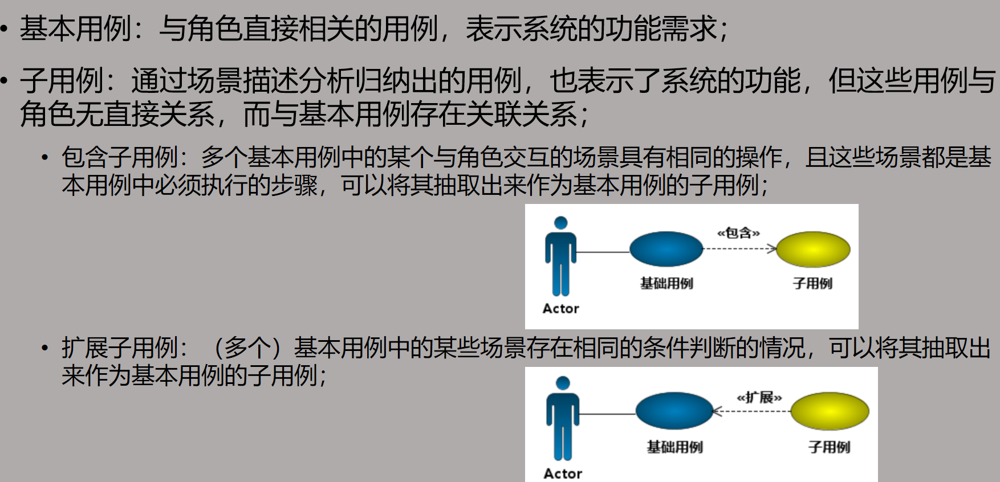 • 基本用例：与角色直接相关的用例，表示系统的功能需求；
• 子用例：通过场景描述分析归纳出的用例，也表示了系统的功能，但这些用例与
角色无直接关系，而与基本用例存在关联关系；
• 包含子用例：多个基本用例中的某个与角色交互的场景具有相同的操作，且这些场景都是基
本用例中必须执行的步骤，可以将其抽取出来作为基本用例的子用例；
«包含»
基础用例
子用例
Actor
• 扩展子用例：（多个）基本用例中的某些场景存在相同的条件判断的情况，可以将其抽取出
来作为基本用例的子用例；
«扩展»
基础用例
子用例
Actor